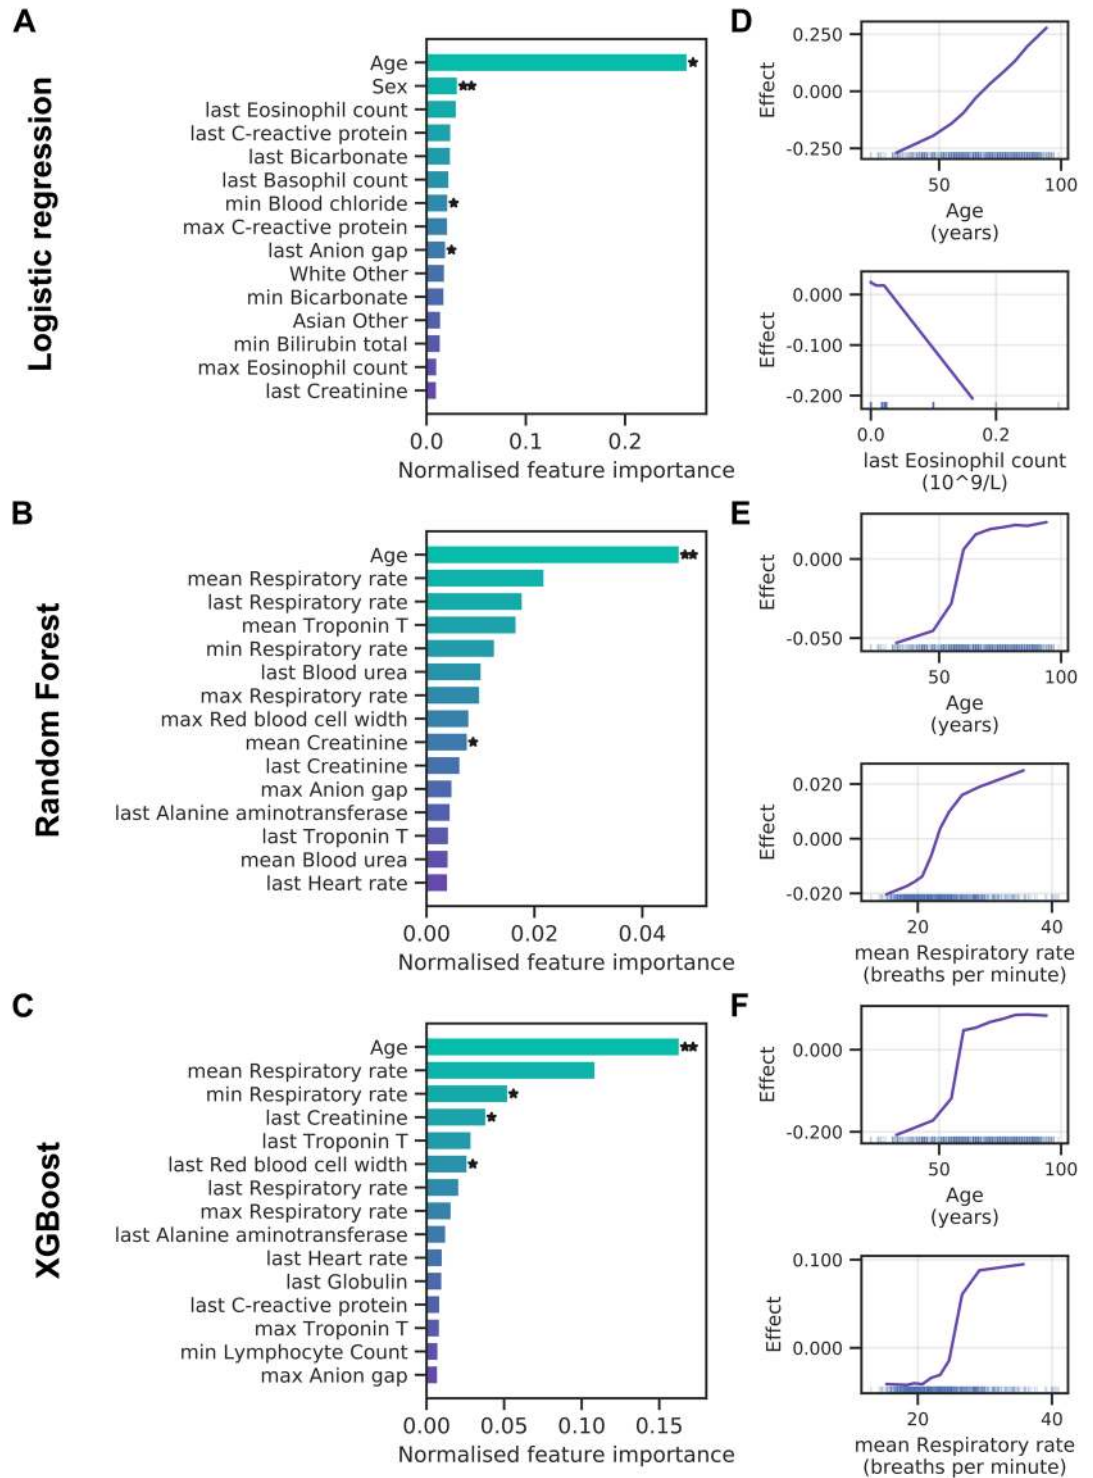 A
Logistic regression
Age
Sex
last Eosinophil count
last C-reactive protein
last Bicarbonate
last Basophil count
min Blood chloride
max C-reactive protein
last Anion gap
White Other
min Bicarbonate
Asian Other
min Bilirubin total
max Eosinophil count
last Creatinine
0.0 0.1 0.2
Normalised feature importance
D
Effect
0.250
0.000
-0.250
50 100
Age
(years)
Effect
0.000
-0.100
-0.200
0.0 0.2
last Eosinophil count
(10^9/L)
B
Random Forest
Age
mean Respiratory rate
last Respiratory rate
mean Troponin T
min Respiratory rate
last Blood urea
max Respiratory rate
max Red blood cell width
mean Creatinine
last Creatinine
max Anion gap
last Alanine aminotransferase
last Troponin T
mean Blood urea
last Heart rate
0.00 0.02 0.04
Normalised feature importance
E
Effect
0.000
-0.050
50 100
Age
(years)
Effect
0.020
0.000
-0.020
20 40
mean Respiratory rate
(breaths per minute)
C
XGBoost
Age
mean Respiratory rate
min Respiratory rate
last Creatinine
last Troponin T
last Red blood cell width
last Respiratory rate
max Respiratory rate
last Alanine aminotransferase
last Heart rate
last Globulin
last C-reactive protein
max Troponin T
min Lymphocyte Count
max Anion gap
0.00 0.05 0.10 0.15
Normalised feature importance
F
Effect
0.000
-0.200
50 100
Age
(years)
Effect
0.100
0.000
20 40
mean Respiratory rate
(breaths per minute)